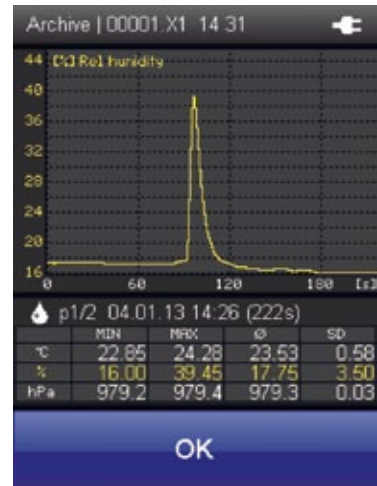 Archive | 00001.X1 14 31
44 [%] Rel humidity
40
36
32
28
24
20
16
0 60 120 180 [s]
p1/2 04.01.13 14:26 (222s)
MIN MAX Ø SD
°C 22.85 24.28 23.53 0.58
% 16.00 39.45 17.75 3.50
hPa 979.2 979.4 979.3 0.03
OK